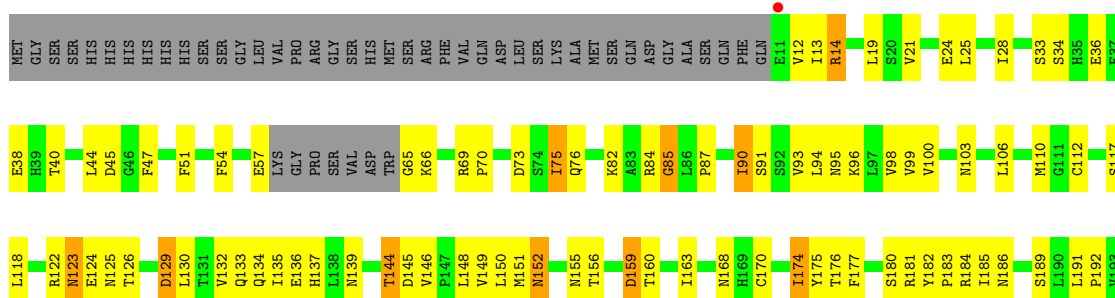 MET GLY SER SER HIS HIS HIS HIS HIS HIS SER SER GLY LEU VAL PRO ARG GLY SER HIS MET SER ARG PHE VAL GLN ASP LEU SER LYS ALA MET SER GLN ASP GLY ALA SER GLN PHE GLN E11 V12 I13 R14 L19 S20 V21 E24 L25 I28 S33 S34 H35 E36 E37
E38 H39 T40 L44 D45 G46 F47 F51 F54 E57 LYS GLY PRO SER VAL ASP TRP G65 K66 R69 P70 D73 S74 I75 Q76 K82 A83 R84 G85 L86 P87 I90 S91 S92 V93 L94 N95 K96 L97 V98 V99 V100 N103 L106 M110 G111 C112 S117
L118 R122 N123 E124 N125 T126 D129 L130 T131 V132 Q133 Q134 I135 E136 H137 L138 N139 T144 D145 V146 P147 L148 V149 L150 M151 N152 N155 T156 D159 T160 I163 N168 H169 C170 I174 Y175 T176 F177 S180 R181 Y182 P183 R184 I185 N186 S189 L190 L191 P192